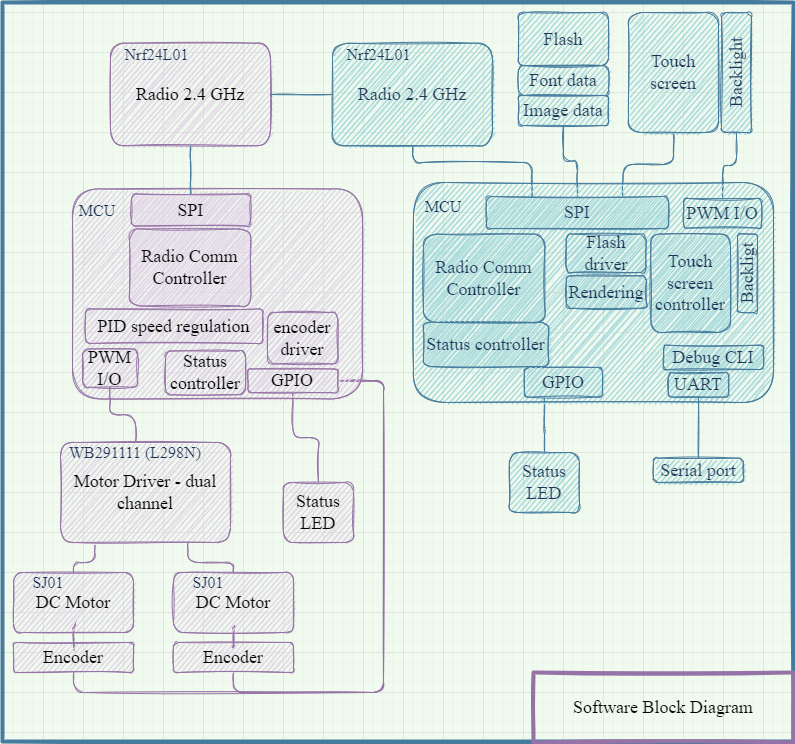 Nrf24L01
Radio 2.4 GHz
Nrf24L01
Radio 2.4 GHz
Flash
Font data
Image data
Touch
screen
Backlight
MCU
SPI
Radio Comm
Controller
PID speed regulation
encoder
driver
PWM
I/O
Status
controller
GPIO
MCU
SPI
PWM I/O
Radio Comm
Controller
Flash
driver
Rendering
Touch
screen
controller
Backligt
Status controller
Debug CLI
GPIO
UART
WB291111 (L298N)
Motor Driver - dual
channel
Status
LED
Status
LED
Serial port
SJ01
DC Motor
SJ01
DC Motor
Encoder
Encoder
Software Block Diagram